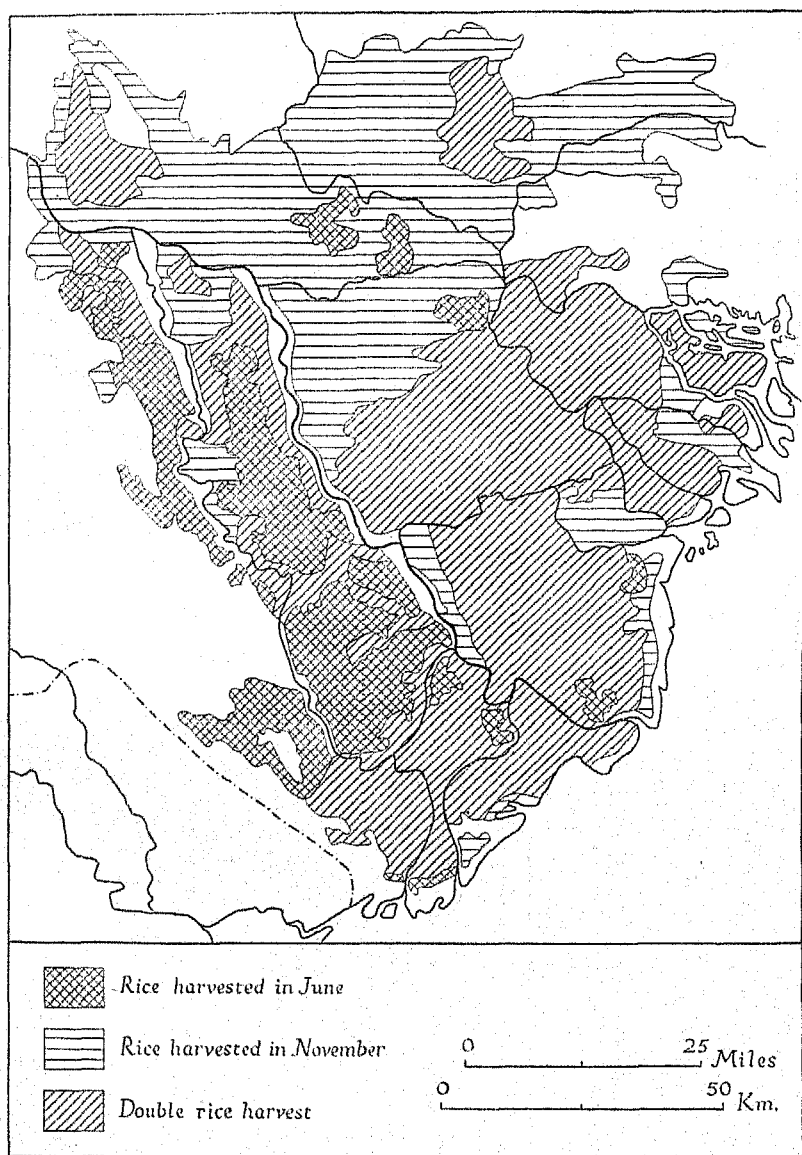 Rice harvested in June
Rice harvested in November
Double rice harvest
0 25 Miles
0 50 Km.